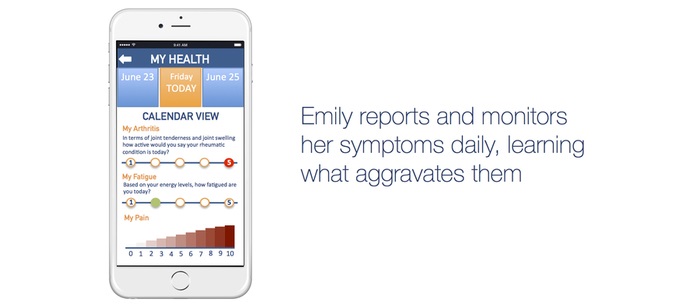 9:41 AM
MY HEALTH
June 23 Friday June 25
TODAY
CALENDAR VIEW
My Arthritis
In terms of joint tenderness and joint swelling
how active would you say your rheumatic
condition is today?
1 5
My Fatigue
Based on your energy levels, how fatigued are
you today?
1 5
My Pain
0 1 2 3 4 5 6 7 8 9 10
Emily reports and monitors
her symptoms daily, learning
what aggravates them